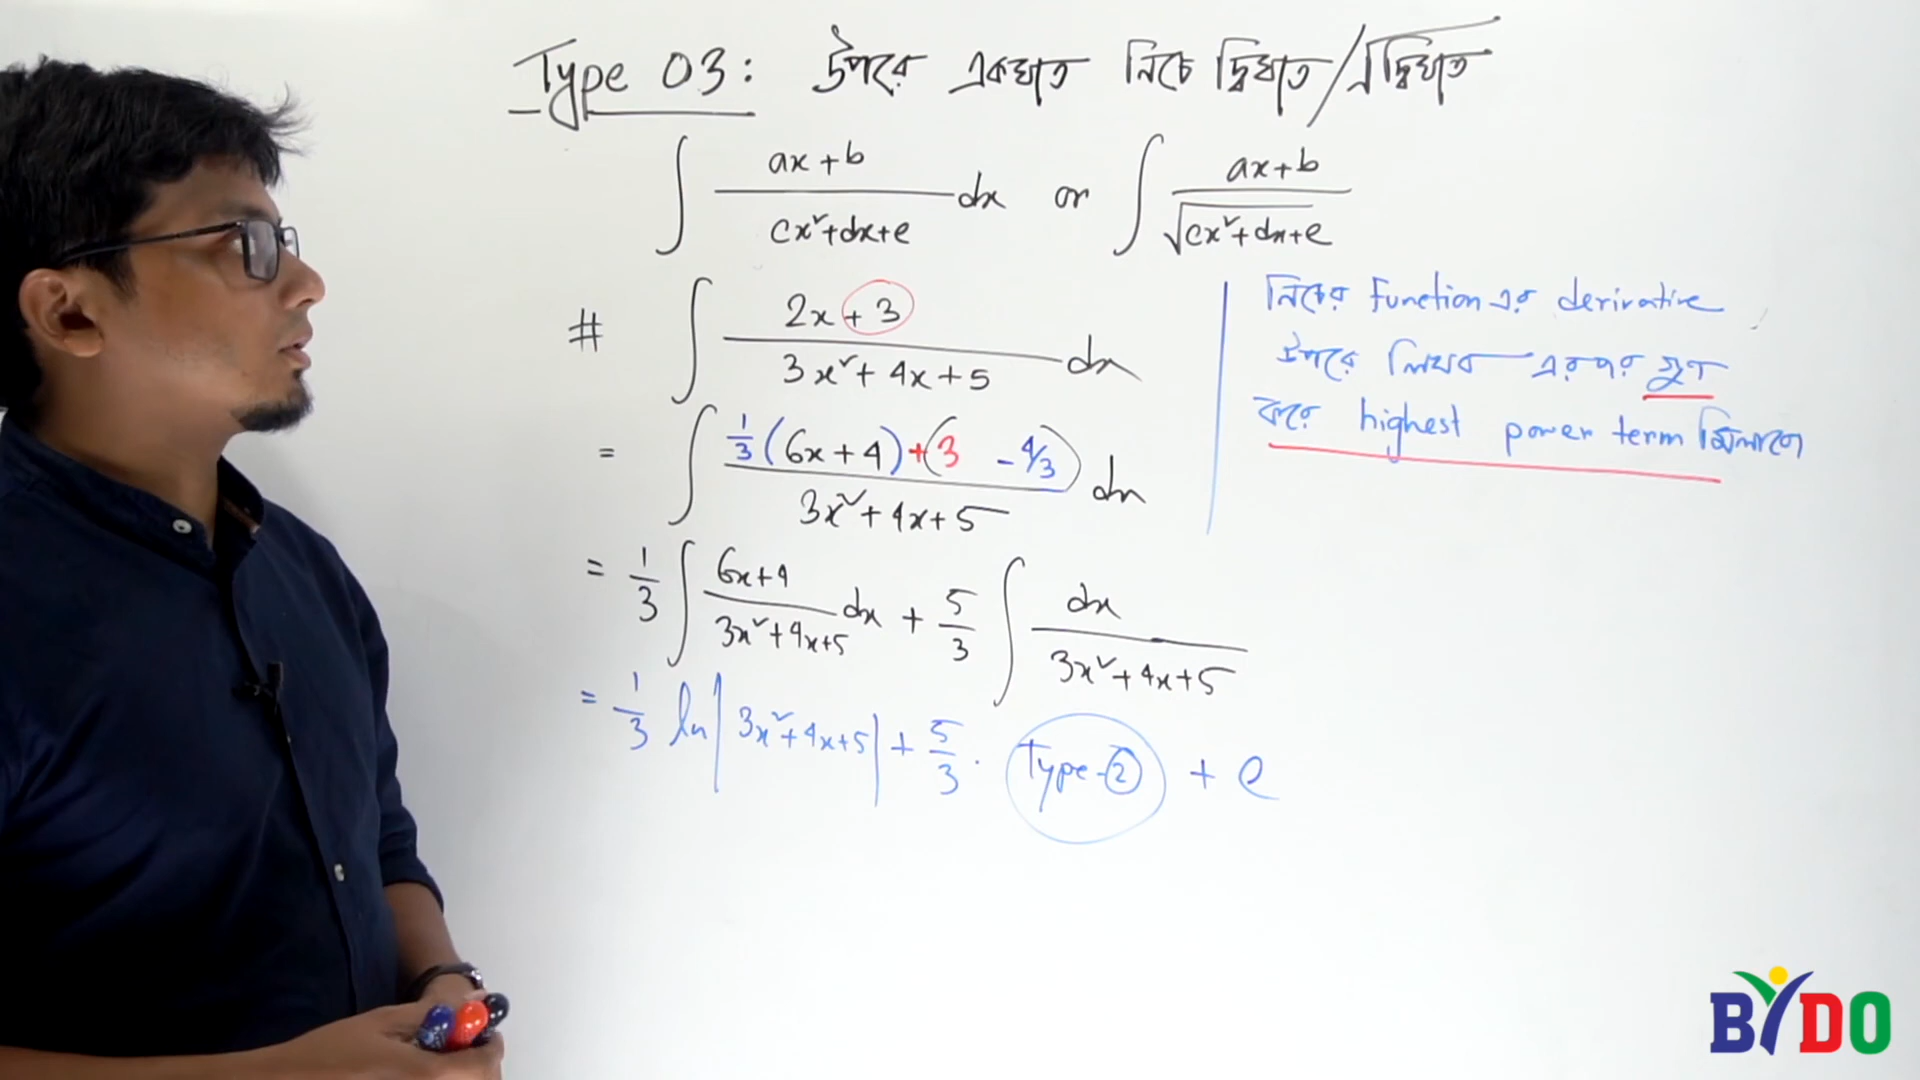 Type 03: উপরে একঘাত নিচে দ্বিঘাত/√দ্বিঘাত
∫ (ax+b)/(cx²+dx+e) dx or ∫ (ax+b)/√(cx²+dx+e)
# ∫ (2x+3)/(3x²+4x+5) dx
= ∫ (1/3(6x+4)+(3 -4/3))/(3x²+4x+5) dx
= 1/3 ∫ (6x+4)/(3x²+4x+5) dx + 5/3 ∫ dx/(3x²+4x+5)
= 1/3 ln|3x²+4x+5| + 5/3 . Type-2 + c
নিচের function এর derivative
উপরে লিখব এরপর গুণ
করে highest power term মিলাবো
BYDO